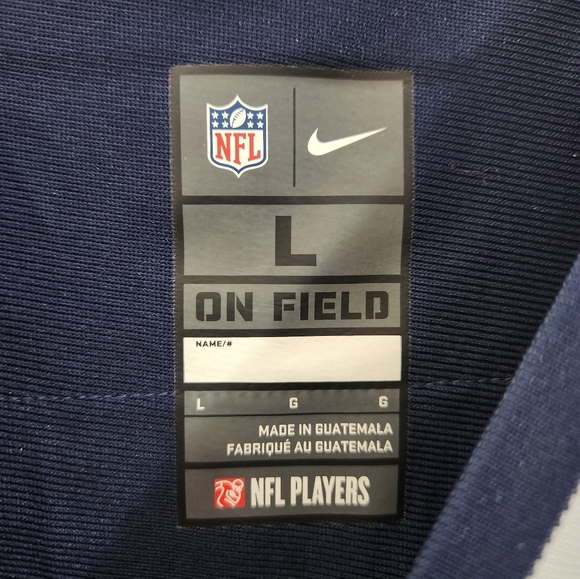 NFL
L
ON FIELD
NAME/#
L G G
MADE IN GUATEMALA
FABRIQUÉ AU GUATEMALA
NFL PLAYERS